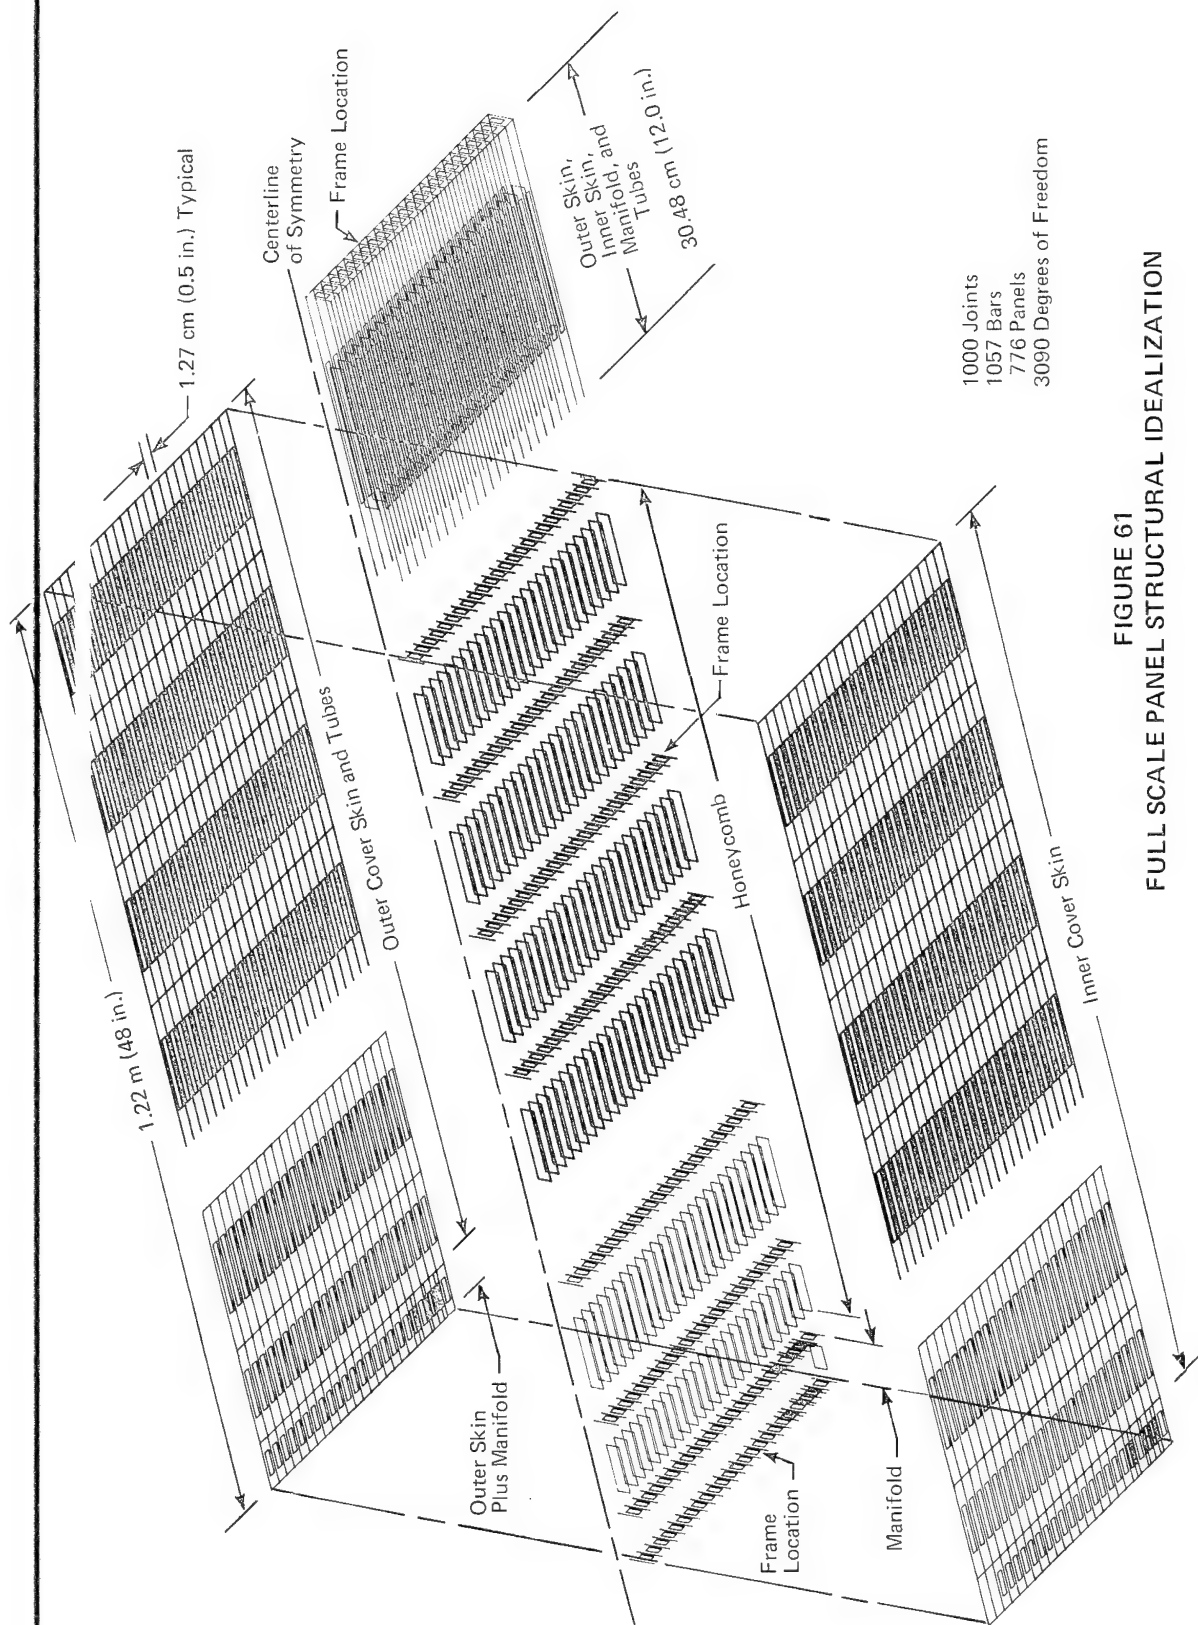 1.22 m (48 in.)
1.27 cm (0.5 in.) Typical
Outer Cover Skin and Tubes
Centerline
of Symmetry
Frame Location
Outer Skin,
Inner Skin,
Manifold, and
Tubes
30.48 cm (12.0 in.)
Outer Skin
Plus Manifold
Honeycomb
Frame Location
Frame
Location
Manifold
Inner Cover Skin
1000 Joints
1057 Bars
776 Panels
3090 Degrees of Freedom
FIGURE 61
FULL SCALE PANEL STRUCTURAL IDEALIZATION